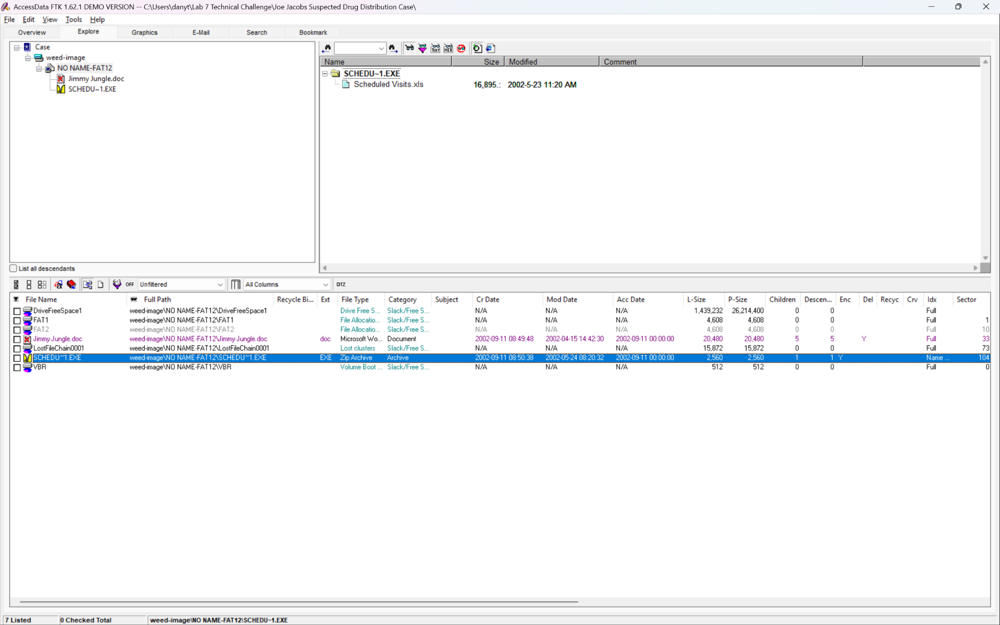 AccessData FTK 1.62.1 DEMO VERSION -- C:\Users\danyt\Lab 7 Technical Challenge\Joe Jacobs Suspected Drug Distribution Case\
File Edit View Tools Help
Overview Explore Graphics E-Mail Search Bookmark
Case
weed-image
NO NAME-FAT12
Jimmy Jungle.doc
SCHEDU~1.EXE
TEXT HEX
Name Size Modified Comment
SCHEDU~1.EXE
Scheduled Visits.xls 16,895.: 2002-5-23 11:20 AM
List all descendants
OFF Unfiltered All Columns DTZ
File Name Full Path Recycle Bi... Ext File Type Category Subject Cr Date Mod Date Acc Date L-Size P-Size Children Descen... Enc Del Recyc Crv Idx Sector
DriveFreeSpace1 weed-image\NO NAME-FAT12\DriveFreeSpace1 Drive Free S... Slack/Free S... N/A N/A N/A 1,439,232 26,214,400 0 0 Full
FAT1 weed-image\NO NAME-FAT12\FAT1 File Allocatio... Slack/Free S... N/A N/A N/A 4,608 4,608 0 0 Full 1
FAT2 weed-image\NO NAME-FAT12\FAT2 File Allocatio... Slack/Free S... N/A N/A N/A 4,608 4,608 0 0 Full 10
Jimmy Jungle.doc weed-image\NO NAME-FAT12\Jimmy Jungle.doc doc Microsoft Wo... Document 2002-09-11 08:49:48 2002-04-15 14:42:30 2002-09-11 00:00:00 20,480 20,480 5 5 Y Full 33
LostFileChain0001 weed-image\NO NAME-FAT12\LostFileChain0001 Lost clusters Slack/Free S... N/A N/A N/A 15,872 15,872 0 0 Full 73
SCHEDU~1.EXE weed-image\NO NAME-FAT12\SCHEDU~1.EXE EXE Zip Archive Archive 2002-09-11 08:50:38 2002-05-24 08:20:32 2002-09-11 00:00:00 2,560 2,560 1 1 Y Name ... 104
VBR weed-image\NO NAME-FAT12\VBR Volume Boot ... Slack/Free S... N/A N/A N/A 512 512 0 0 Full 0
7 Listed 0 Checked Total weed-image\NO NAME-FAT12\SCHEDU~1.EXE